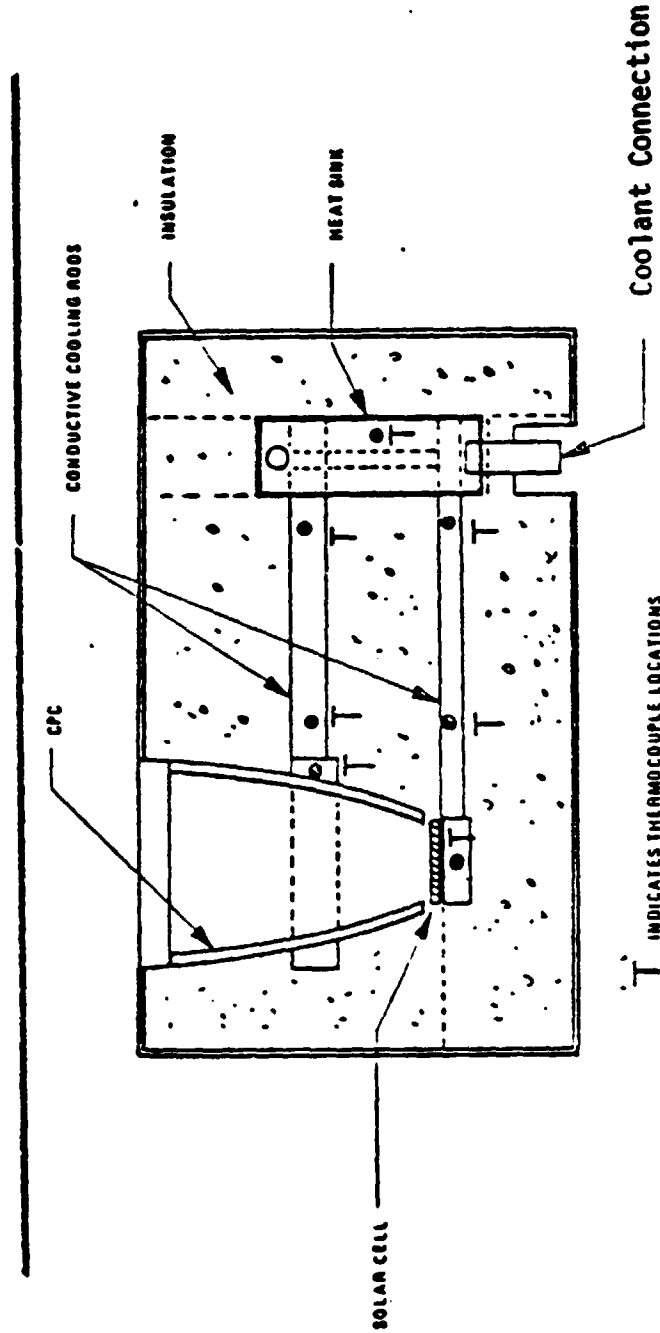 CPC
CONDUCTIVE COOLING RODS
INSULATION
HEAT SINK
T
T
T
T
T
T
T
SOLAR CELL
Coolant Connection
T INDICATES THERMOCOUPLE LOCATIONS